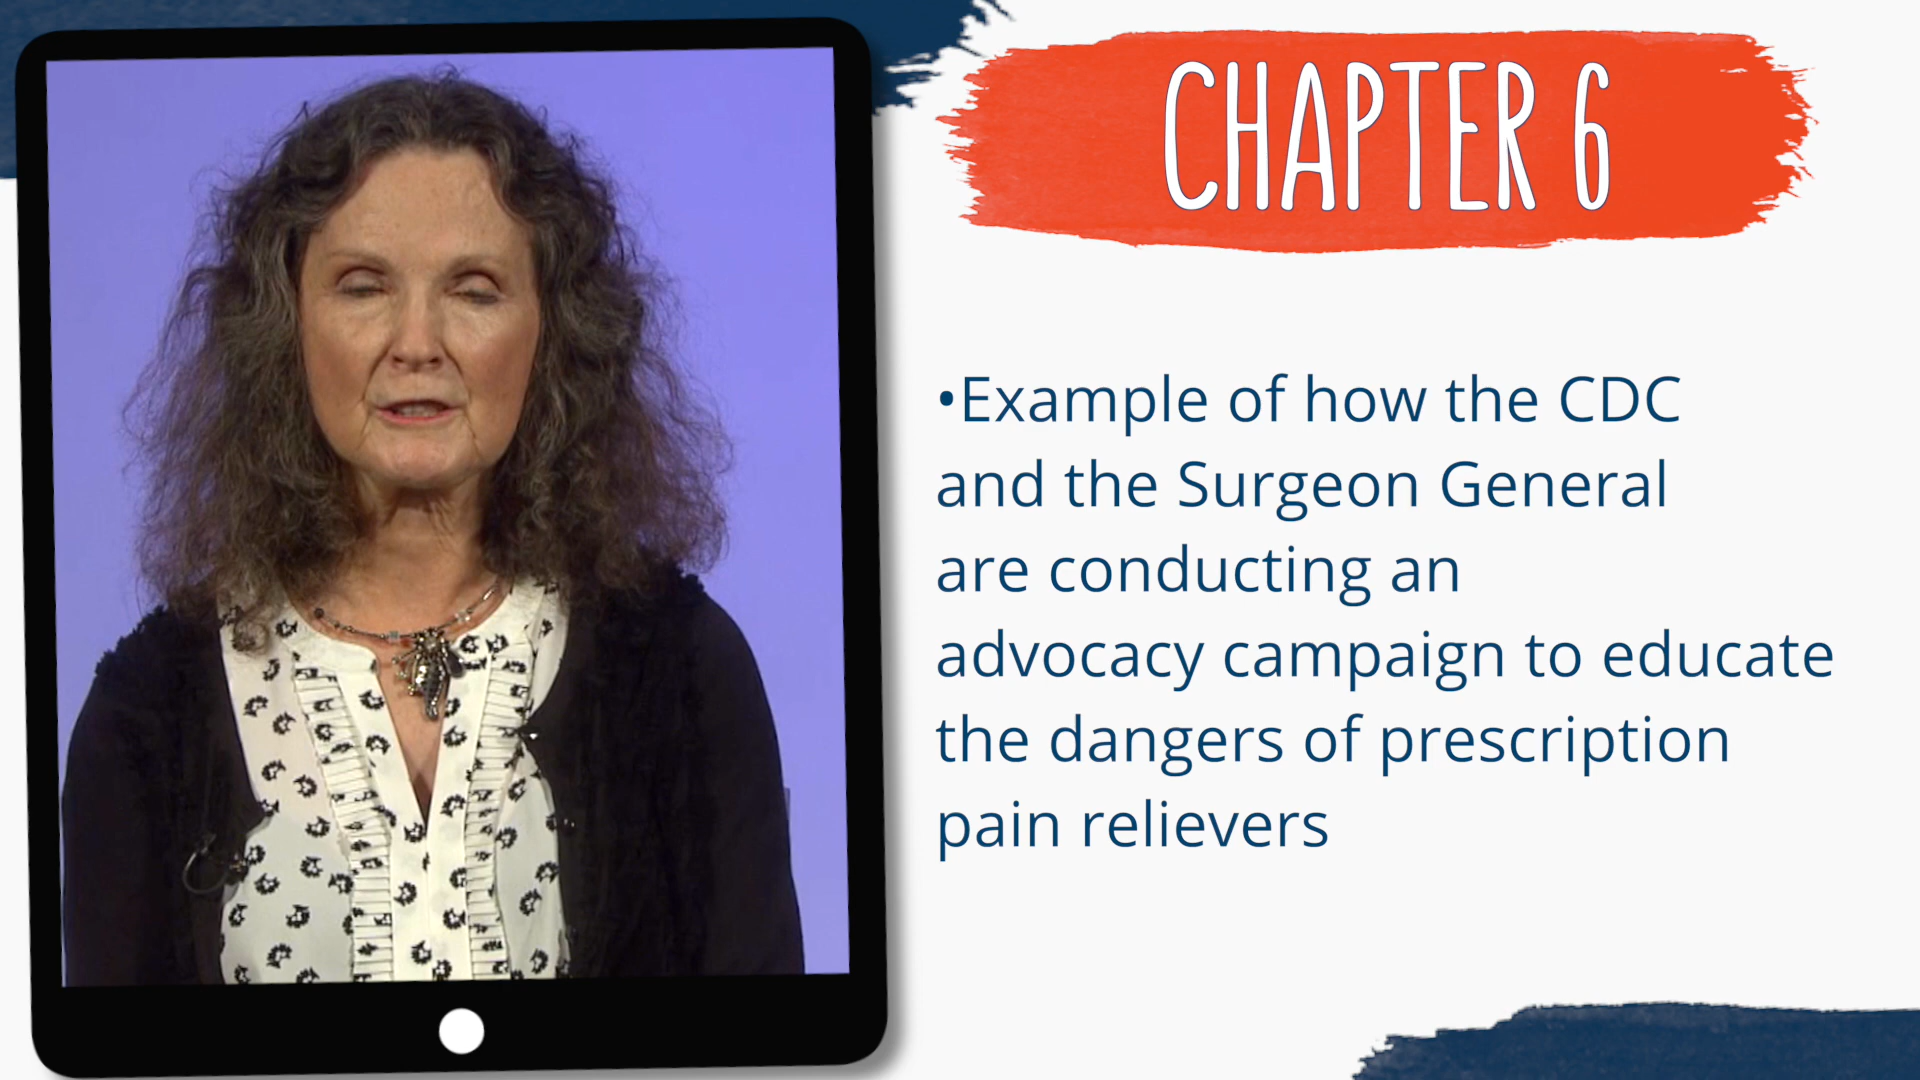 CHAPTER 6
•Example of how the CDC
and the Surgeon General
are conducting an
advocacy campaign to educate
the dangers of prescription
pain relievers